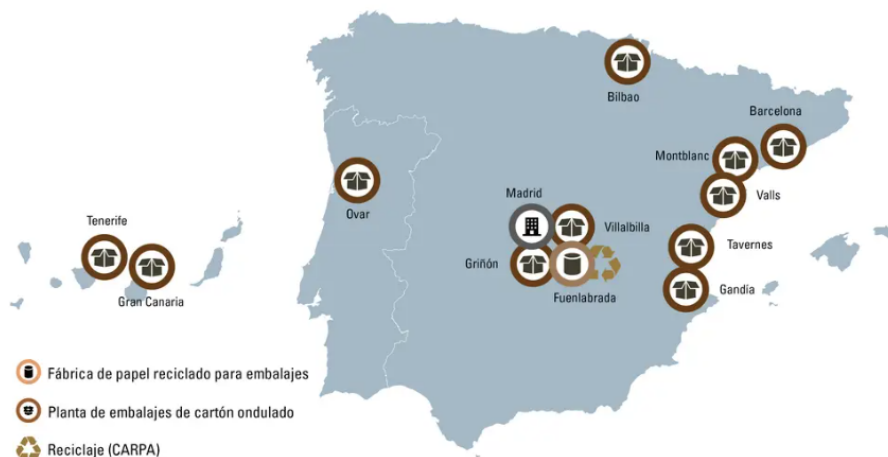 Bilbao
Barcelona
Montblanc
Valls
Ovar
Madrid
Villalbilla
Tenerife
Gran Canaria
Griñón
Fuenlabrada
Tavernes
Gandía
Fábrica de papel reciclado para embalajes
Planta de embalajes de cartón ondulado
Reciclaje (CARPA)